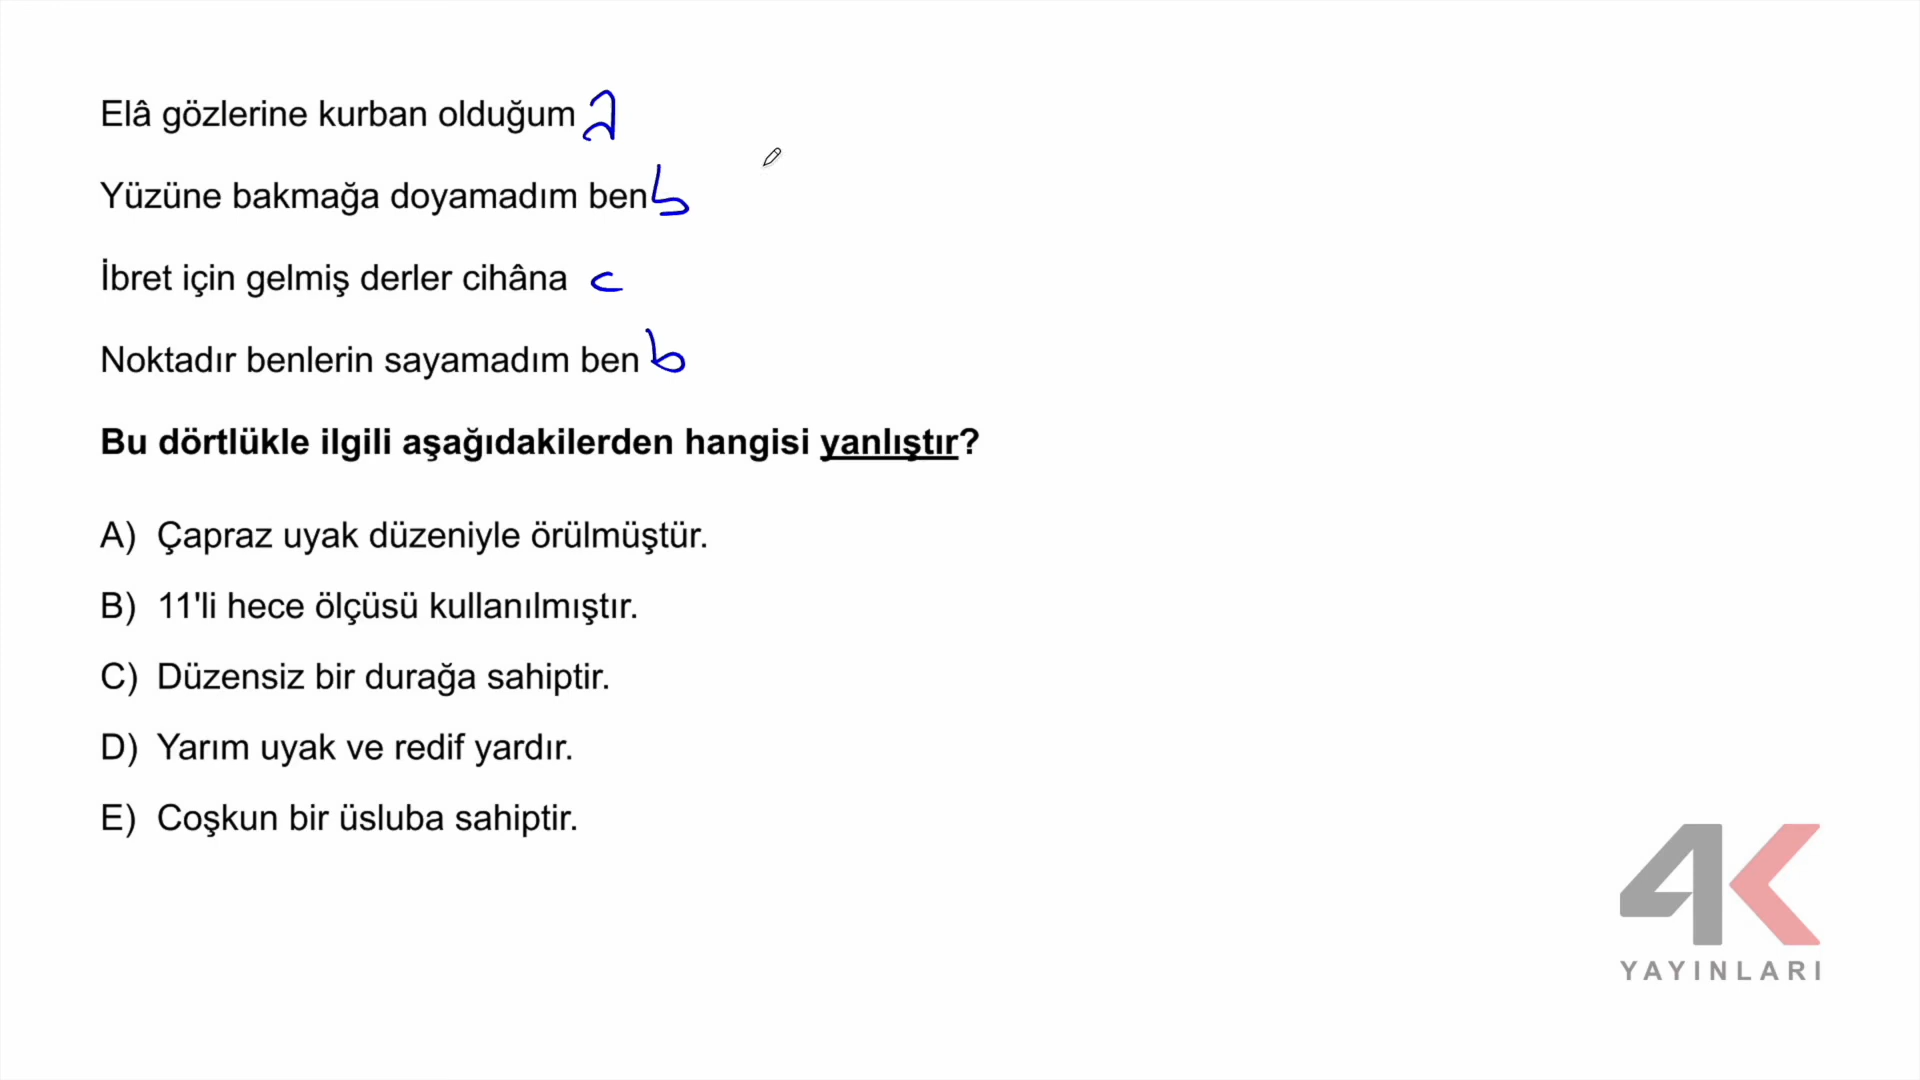 Elâ gözlerine kurban olduğum a
Yüzüne bakmağa doyamadım ben b
İbret için gelmiş derler cihâna c
Noktadır benlerin sayamadım ben b
Bu dörtlükle ilgili aşağıdakilerden hangisi yanlıştır?
A) Çapraz uyak düzeniyle örülmüştür.
B) 11'li hece ölçüsü kullanılmıştır.
C) Düzensiz bir durağa sahiptir.
D) Yarım uyak ve redif yardır.
E) Coşkun bir üsluba sahiptir.
4K
YAYINLARI